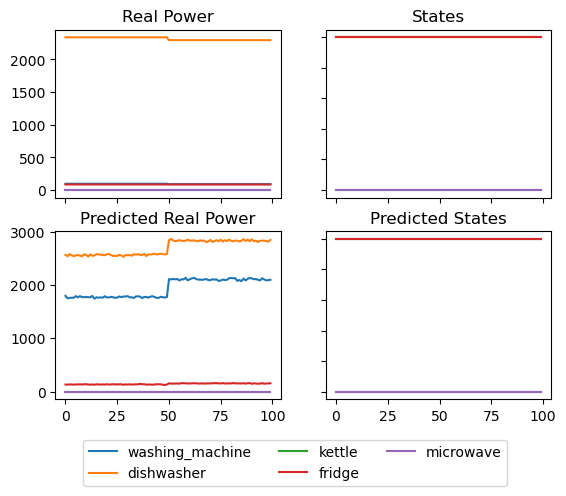 Real Power
States
2000
1500
1000
500
0
Predicted Real Power
Predicted States
3000
2000
1000
0
0 25 50 75 100
0 25 50 75 100
washing_machine kettle microwave
dishwasher fridge